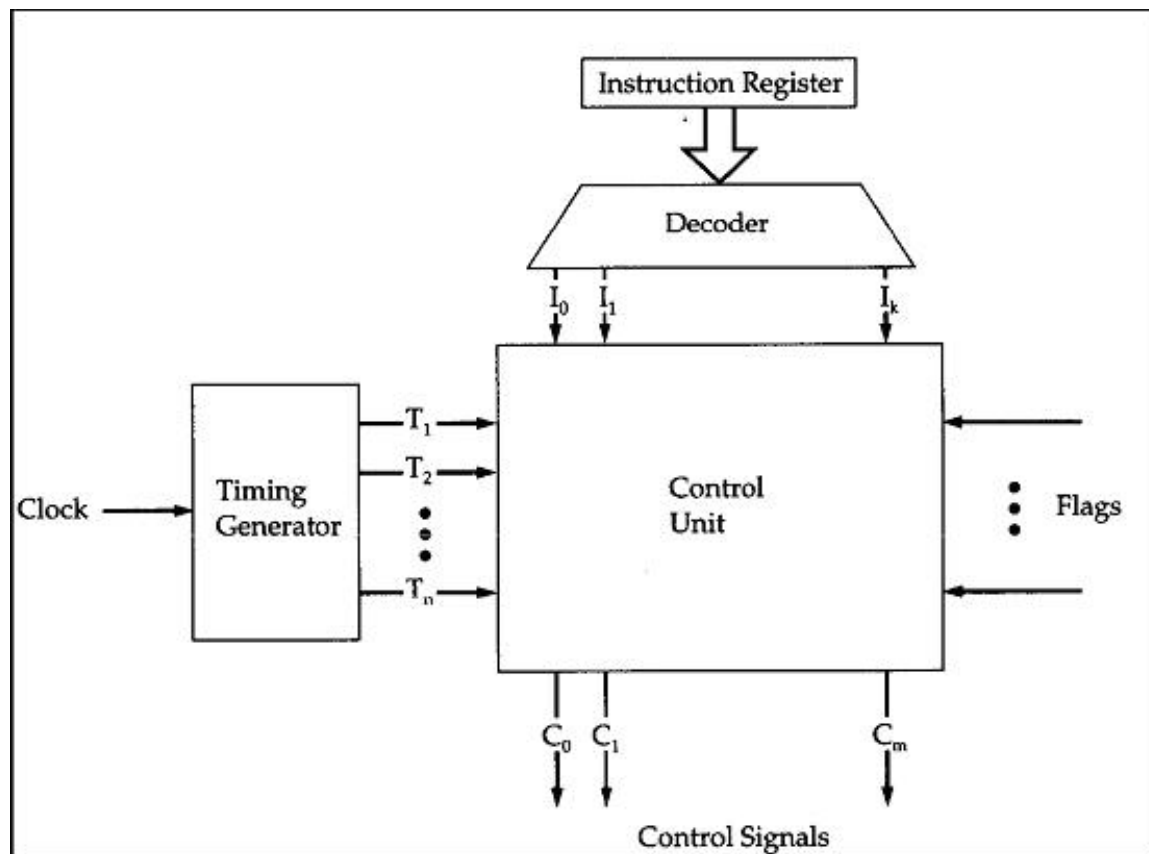 Instruction Register
Decoder
I₀ I₁ Iₖ
T₁
T₂
Tₙ
Clock
Timing
Generator
Control
Unit
Flags
C₀ C₁ Cₘ
Control Signals